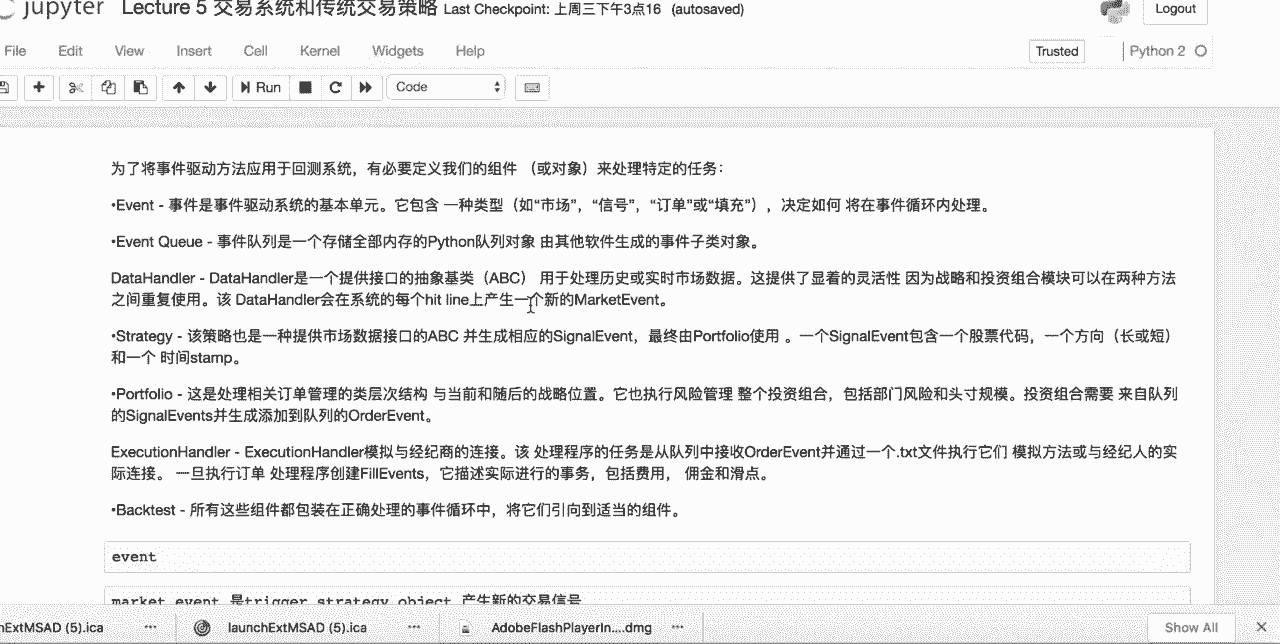 jupyter Lecture 5 交易系统和传统交易策略 Last Checkpoint: 上周三下午3点16 (autosaved)
Logout
File Edit View Insert Cell Kernel Widgets Help
Trusted Python 2
Run Code
为了将事件驱动方法应用于回测系统，有必要定义我们的组件 （或对象）来处理特定的任务：
•Event - 事件是事件驱动系统的基本单元。它包含 一种类型（如“市场”，“信号”，“订单”或“填充”），决定如何 将在事件循环内处理。
•Event Queue - 事件队列是一个存储全部内存的Python队列对象 由其他软件生成的事件子类对象。
DataHandler - DataHandler是一个提供接口的抽象基类（ABC） 用于处理历史或实时市场数据。这提供了显着的灵活性 因为战略和投资组合模块可以在两种方法
之间重复使用。该 DataHandler会在系统的每个hit line上产生一个新的MarketEvent。
•Strategy - 该策略也是一种提供市场数据接口的ABC 并生成相应的SignalEvent，最终由Portfolio使用 。一个SignalEvent包含一个股票代码，一个方向（长或短）
和一个 时间stamp。
•Portfolio - 这是处理相关订单管理的类层次结构 与当前和随后的战略位置。它也执行风险管理 整个投资组合，包括部门风险和头寸规模。投资组合需要 来自队列
的SignalEvents并生成添加到队列的OrderEvent。
ExecutionHandler - ExecutionHandler模拟与经纪商的连接。该 处理程序的任务是从队列中接收OrderEvent并通过一个.txt文件执行它们 模拟方法或与经纪人的实
际连接。 一旦执行订单 处理程序创建FillEvents，它描述实际进行的事务，包括费用， 佣金和滑点。
•Backtest - 所有这些组件都包装在正确处理的事件循环中，将它们引向到适当的组件。
event
market event 是trigger strategy object 产生新的交易信号
nExtMSAD (5).ica launchExtMSAD (5).ica AdobeFlashPlayerIn....dmg Show All